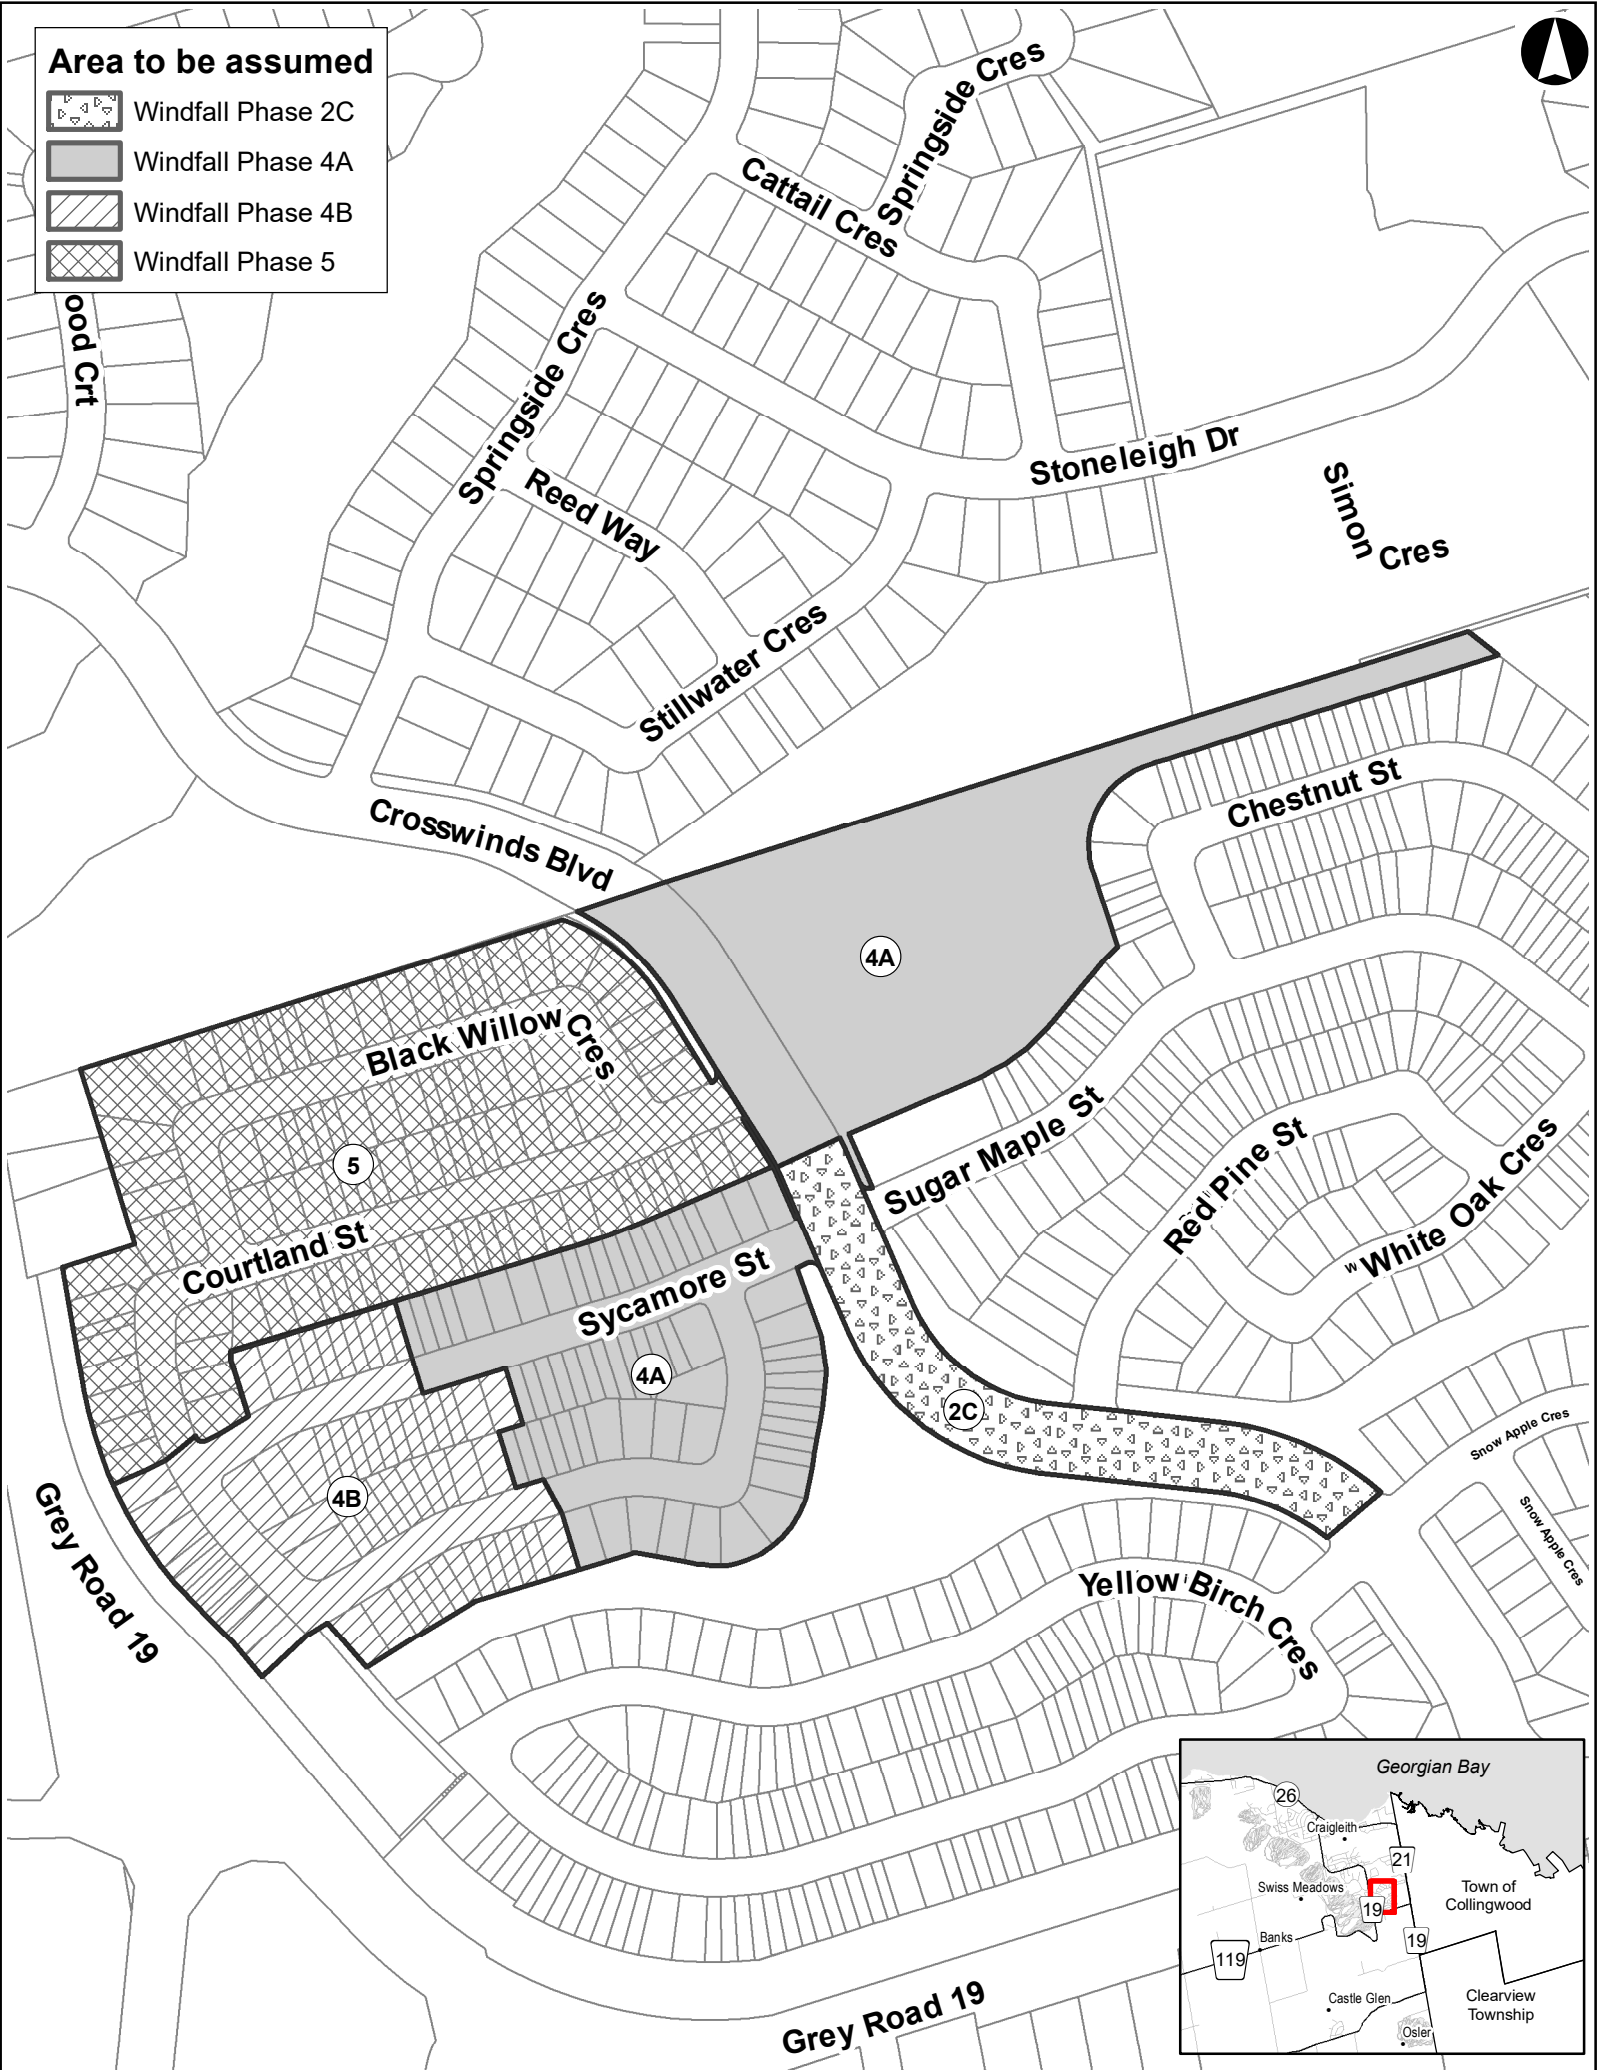 Area to be assumed
Windfall Phase 2C
Windfall Phase 4A
Windfall Phase 4B
Windfall Phase 5
ood Crt
Springside Cres
Cattail Cres
Springside Cres
Reed Way
Stoneleigh Dr
Simon
Cres
Stillwater Cres
Crosswinds Blvd
Chestnut St
4A
Black Willow
Cres
5
Courtland St
Sugar Maple St
Red Pine St
White Oak Cres
w
Sycamore St
4A
2C
4B
Snow Apple Cres
Snow Apple Cres
Grey Road 19
Yellow Birch Cres
Grey Road 19
Georgian Bay
26
Craigleith
21
Swiss Meadows
19
Town of
Collingwood
Banks
19
119
Castle Glen
Clearview
Township
Osler